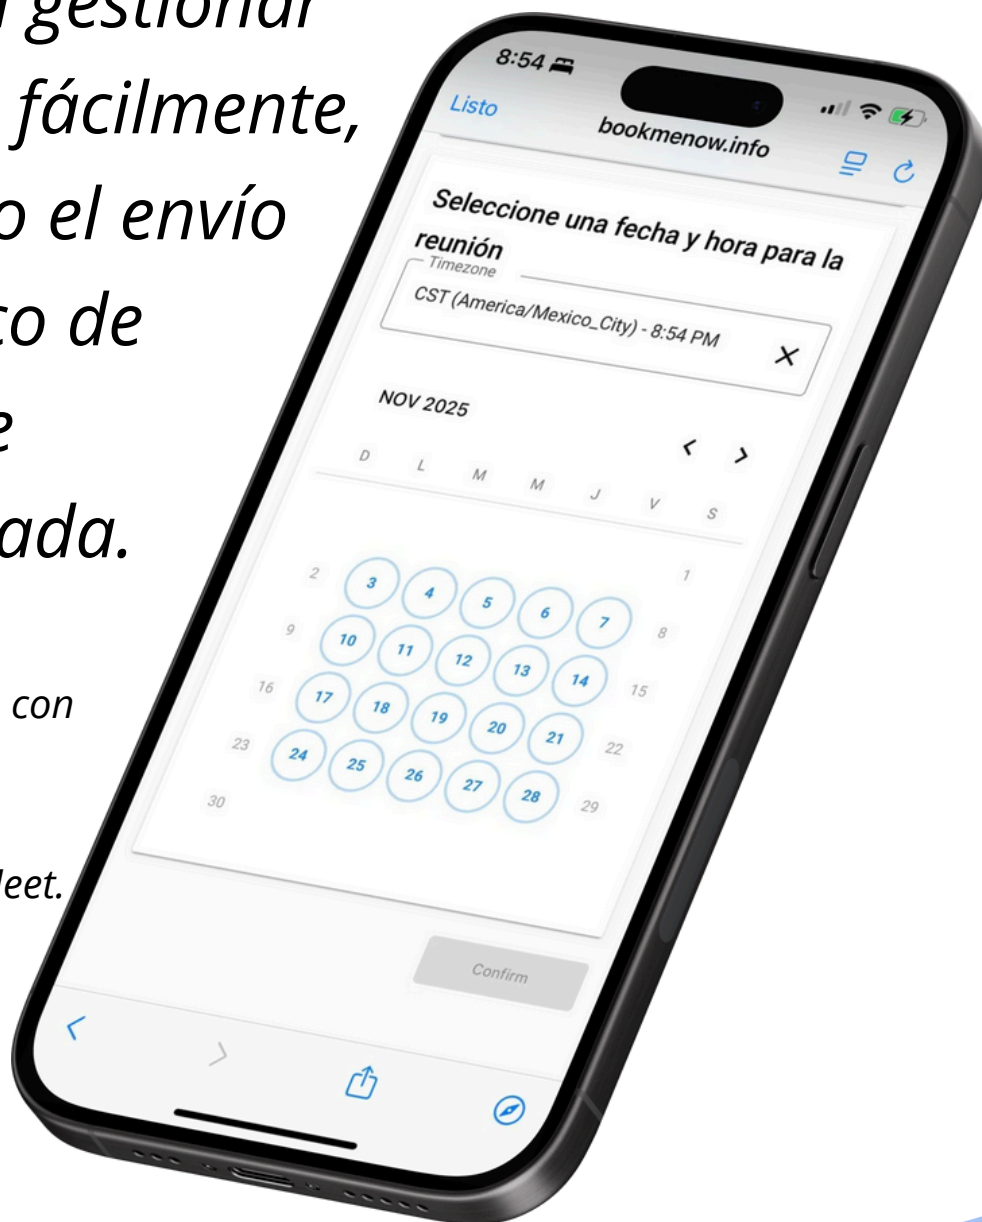 gestionar
fácilmente,
o el envío
co de
e
ada.
con
leet.
8:54
Listo
bookmenow.info
Seleccione una fecha y hora para la
reunión
Timezone
CST (America/Mexico_City) - 8:54 PM
NOV 2025
D L M M J V S
1
2 3 4 5 6 7 8
9 10 11 12 13 14 15
16 17 18 19 20 21 22
23 24 25 26 27 28 29
30
Confirm